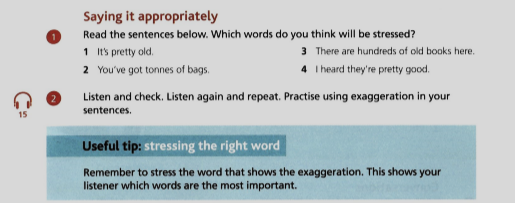 Saying it appropriately
1 Read the sentences below. Which words do you think will be stressed?
1 It's pretty old.
2 You've got tonnes of bags.
3 There are hundreds of old books here.
4 I heard they're pretty good.
15
2 Listen and check. Listen again and repeat. Practise using exaggeration in your
sentences.
Useful tip: stressing the right word
Remember to stress the word that shows the exaggeration. This shows your
listener which words are the most important.